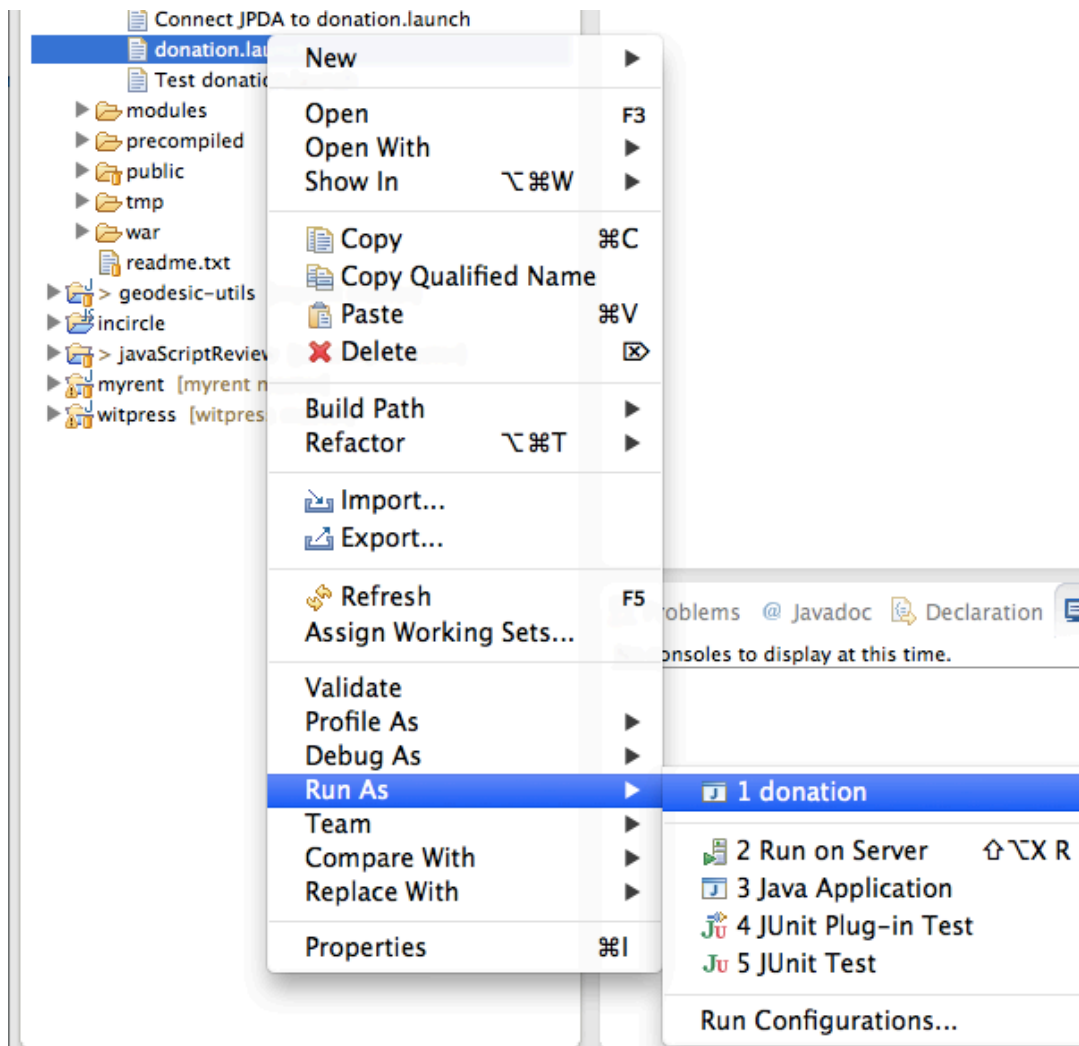 Connect JPDA to donation.launch
donation.lau
Test donatio
modules
precompiled
public
tmp
war
readme.txt
> geodesic-utils
incircle
> javaScriptReview
myrent [myrent m
witpress [witpres
New
Open F3
Open With
Show In ⌥⌘W
Copy ⌘C
Copy Qualified Name
Paste ⌘V
Delete ⌦
Build Path
Refactor ⌥⌘T
Import...
Export...
Refresh F5
Assign Working Sets...
Validate
Profile As
Debug As
Run As
Team
Compare With
Replace With
Properties ⌘I
oblems @ Javadoc Declaration
onsoles to display at this time.
1 donation
2 Run on Server ⇧⌥X R
3 Java Application
4 JUnit Plug-in Test
5 JUnit Test
Run Configurations...